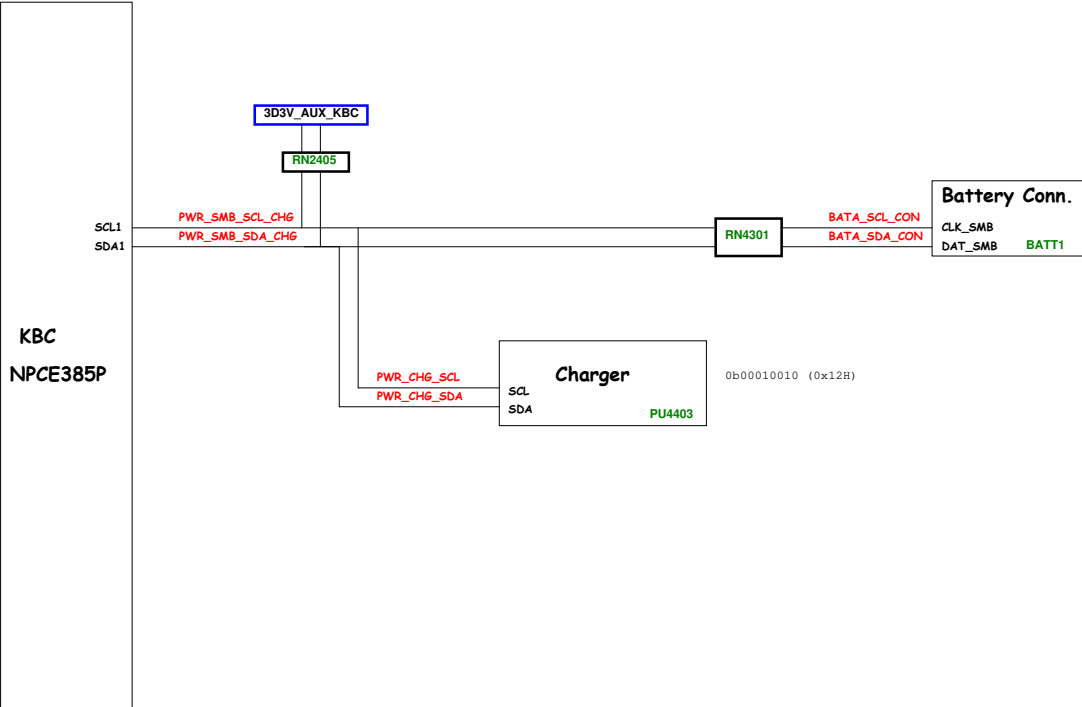 3D3V_AUX_KBC
RN2405
Battery Conn.
SCL1
PWR_SMB_SCL_CHG
BATA_SCL_CON
CLK_SMB
SDA1
PWR_SMB_SDA_CHG
RN4301
BATA_SDA_CON
DAT_SMB
BATT1
KBC
NPCE385P
PWR_CHG_SCL
PWR_CHG_SDA
Charger
SCL
SDA
PU4403
0b00010010 (0x12H)